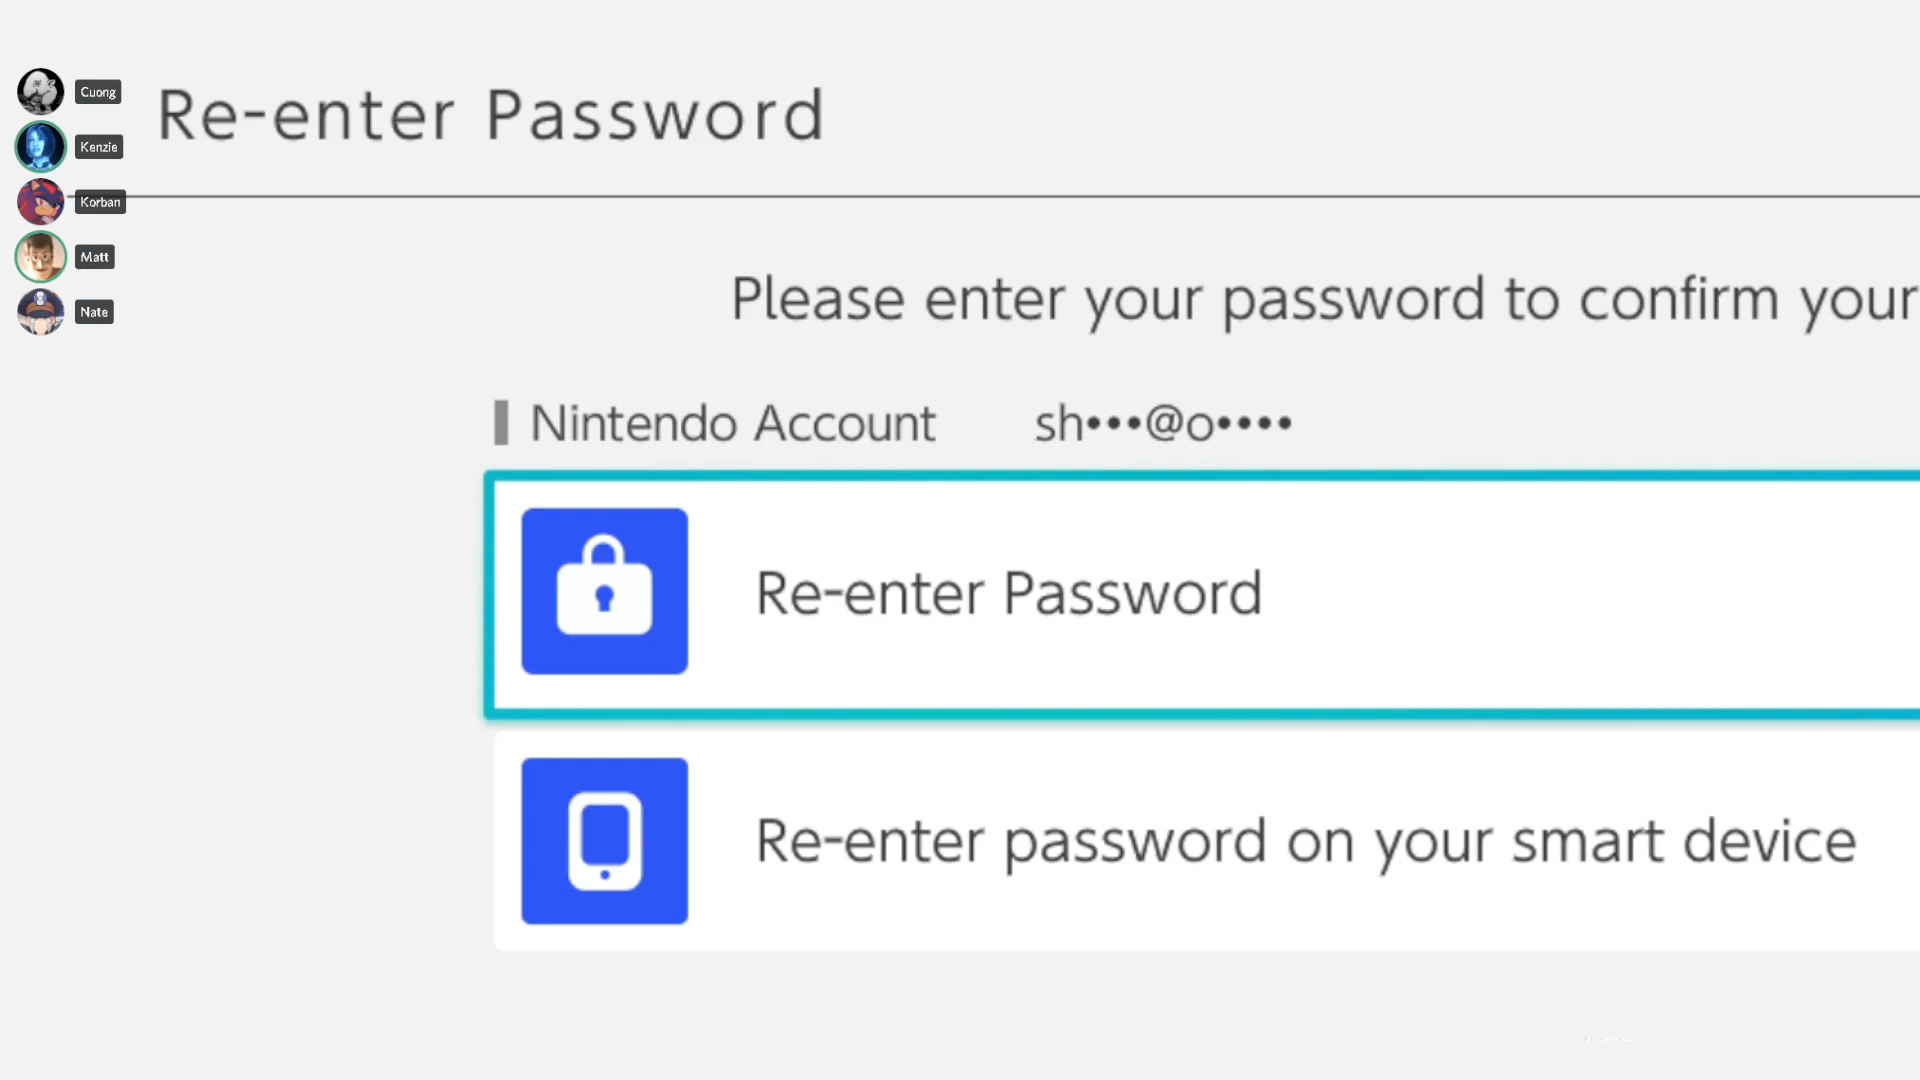 Cuong
Re-enter Password
Kenzie
Korban
Matt
Please enter your password to confirm your
Nate
Nintendo Account sh•••@o••••
Re-enter Password
Re-enter password on your smart device